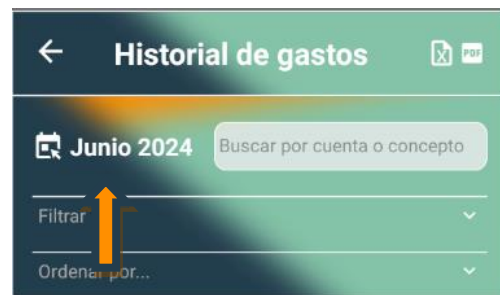 Historial de gastos
PDF
Junio 2024 Buscar por cuenta o concepto
Filtrar
Ordenar por...